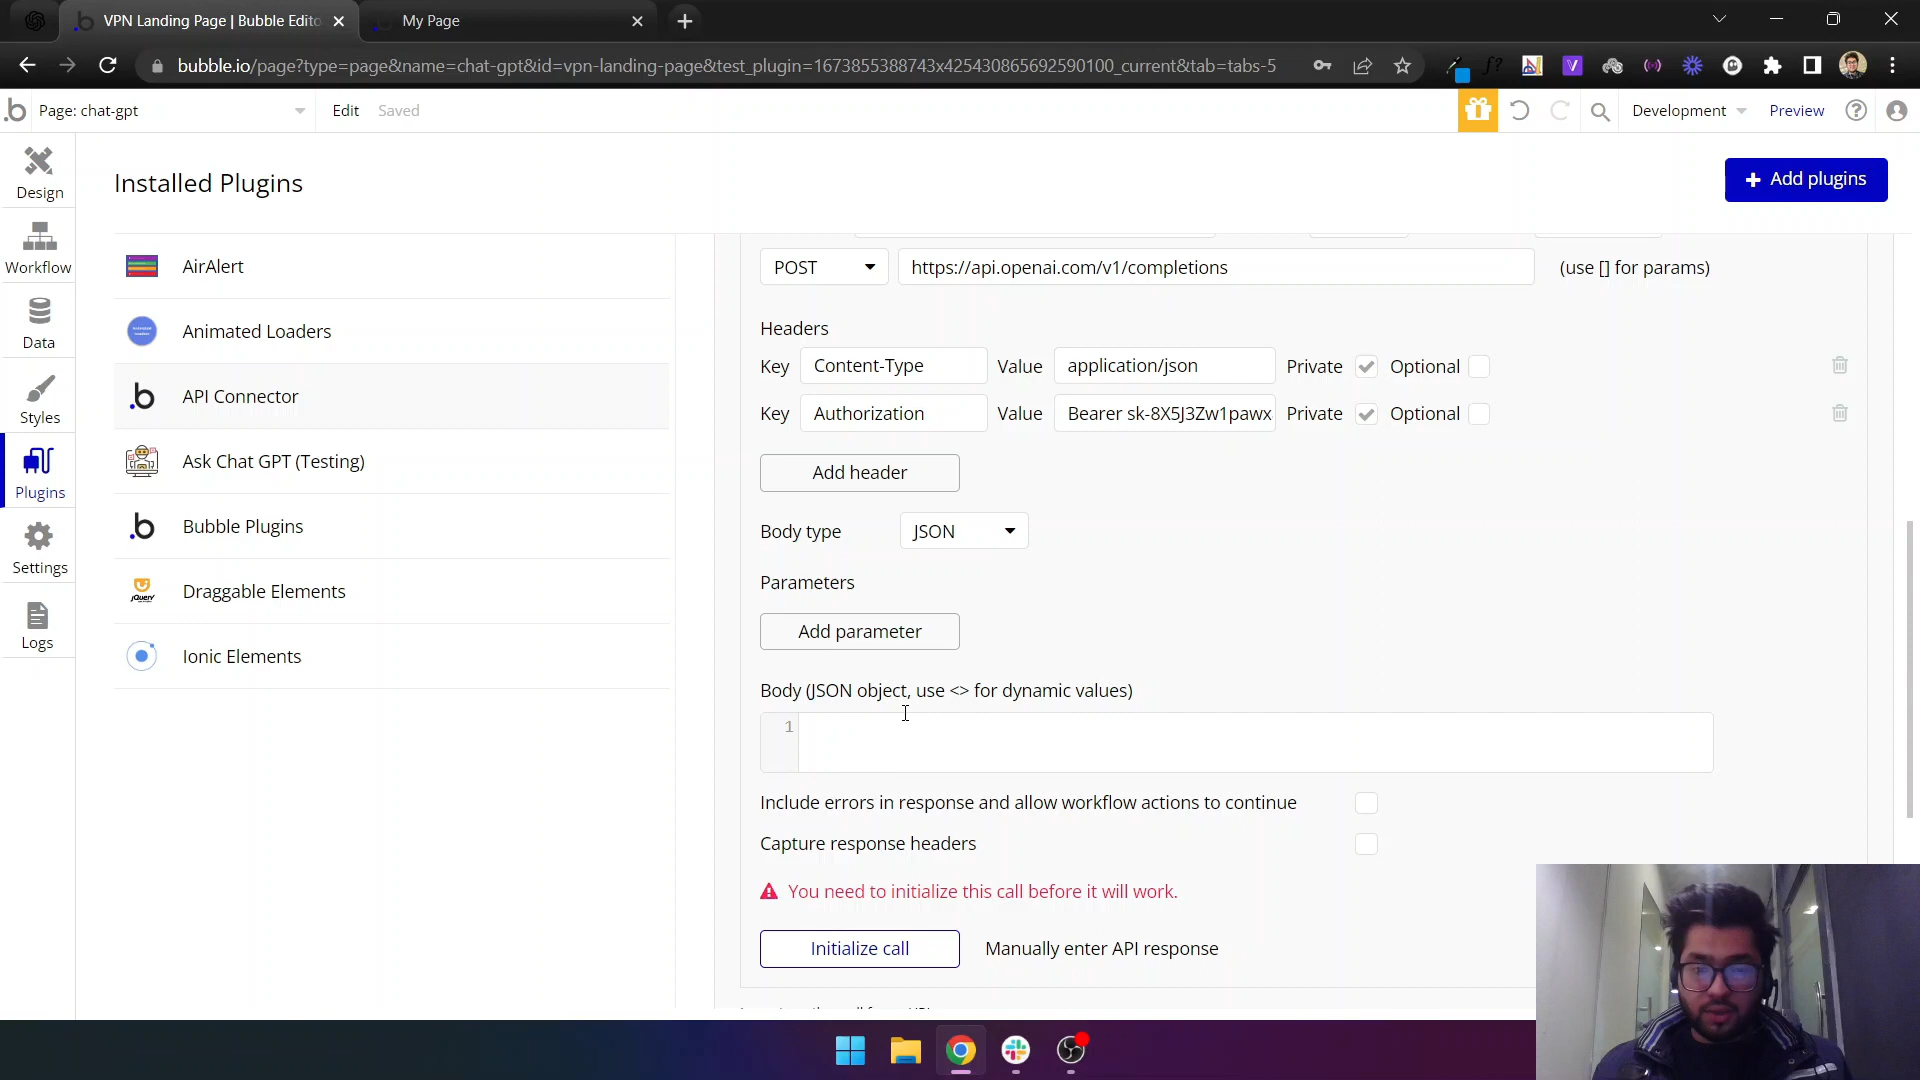 VPN Landing Page | Bubble Edito
My Page
bubble.io/page?type=page&name=chat-gpt&id=vpn-landing-page&test_plugin=1673855388743x425430865692590100_current&tab=tabs-5
Page: chat-gpt
Edit
Saved
Development
Preview
Design
Workflow
Data
Styles
Plugins
Settings
Logs
Installed Plugins
Add plugins
AirAlert
Animated Loaders
API Connector
Ask Chat GPT (Testing)
Bubble Plugins
Draggable Elements
Ionic Elements
POST https://api.openai.com/v1/completions (use [] for params)
Headers
Key Content-Type Value application/json Private Optional
Key Authorization Value Bearer sk-8X5J3Zw1pawx Private Optional
Add header
Body type JSON
Parameters
Add parameter
Body (JSON object, use <> for dynamic values)
1
Include errors in response and allow workflow actions to continue
Capture response headers
You need to initialize this call before it will work.
Initialize call Manually enter API response